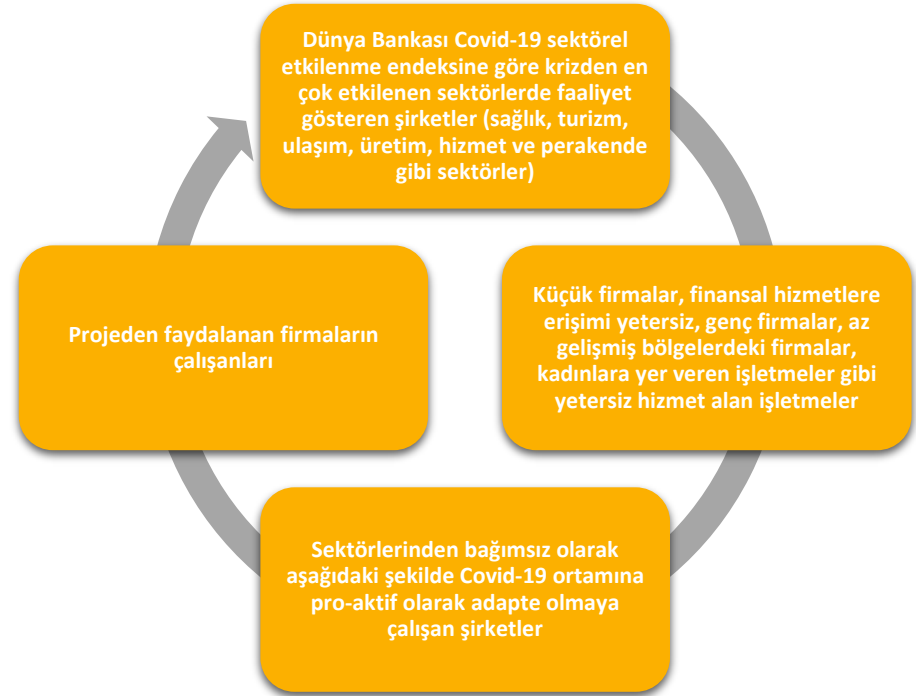 Dünya Bankası Covid-19 sektörel
etkilenme endeksine göre krizden en
çok etkilenen sektörlerde faaliyet
gösteren şirketler (sağlık, turizm,
ulaşım, üretim, hizmet ve perakende
gibi sektörler)
Küçük firmalar, finansal hizmetlere
erişimi yetersiz, genç firmalar, az
gelişmiş bölgelerdeki firmalar,
kadınlara yer veren işletmeler gibi
yetersiz hizmet alan işletmeler
Sektörlerinden bağımsız olarak
aşağıdaki şekilde Covid-19 ortamına
pro-aktif olarak adapte olmaya
çalışan şirketler
Projeden faydalanan firmaların
çalışanları